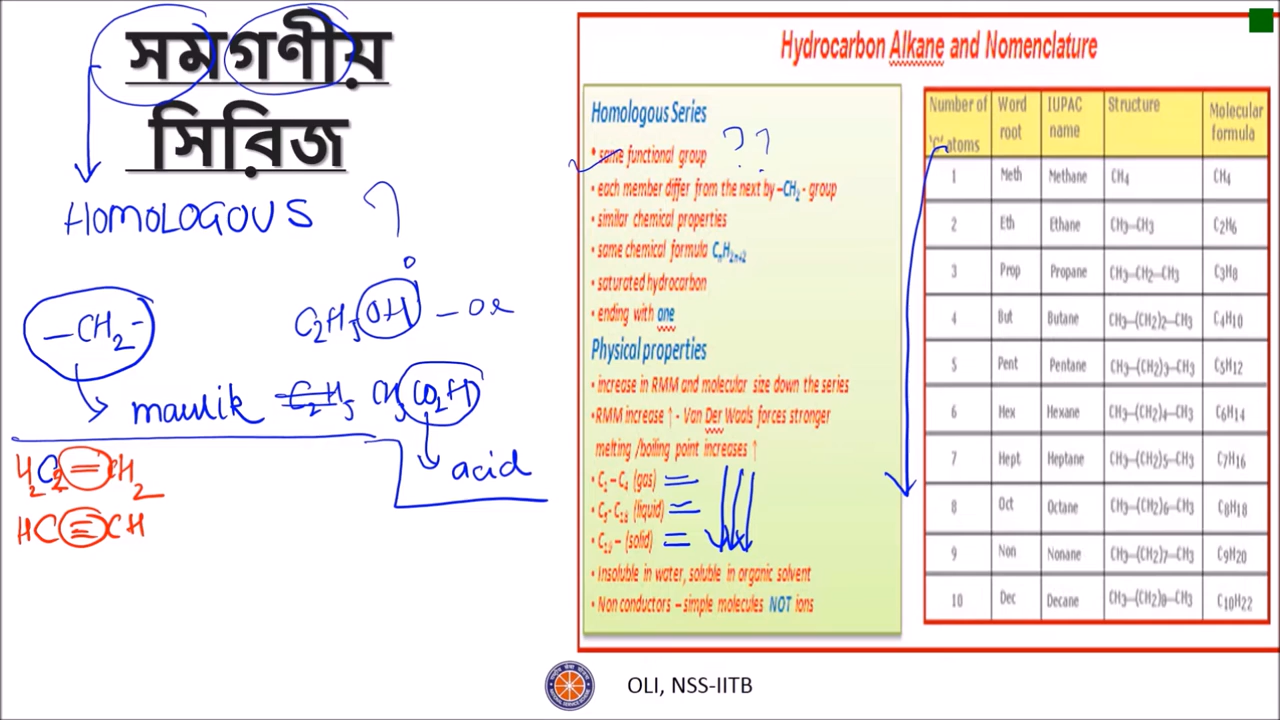 সমগণীয়
সিরিজ
HOMOLOGOUS ?
–CH2–
C2H5OH – OL
maulik C2H5 CH3CO2H
acid
H2C=CH2
HC≡CH
Hydrocarbon Alkane and Nomenclature
Homologous Series
• same functional group ??
• each member differ from the next by –CH2- group
• similar chemical properties
• same chemical formula CnH2n+2
• saturated hydrocarbon
• ending with one
Physical properties
• increase in RMM and molecular size down the series
• RMM increase ↑ - Van Der Waals forces stronger
melting /boiling point increases ↑
• C1 – C4 (gas)
• (liquid)
• (solid)
• Insoluble in water, soluble in organic solvent
• Non conductors – simple molecules NOT ions
Number of 'C' atoms Word root IUPAC name Structure Molecular formula
1 Meth Methane CH4 CH4
2 Eth Ethane CH3–CH3 C2H6
3 Prop Propane CH3–CH2–CH3 C3H8
4 But Butane CH3–(CH2)2–CH3 C4H10
5 Pent Pentane CH3–(CH2)3–CH3 C5H12
6 Hex Hexane CH3–(CH2)4–CH3 C6H14
7 Hept Heptane CH3–(CH2)5–CH3 C7H16
8 Oct Octane CH3–(CH2)6–CH3 C8H18
9 Non Nonane CH3–(CH2)7–CH3 C9H20
10 Dec Decane CH3–(CH2)8–CH3 C10H22
OLI, NSS-IITB